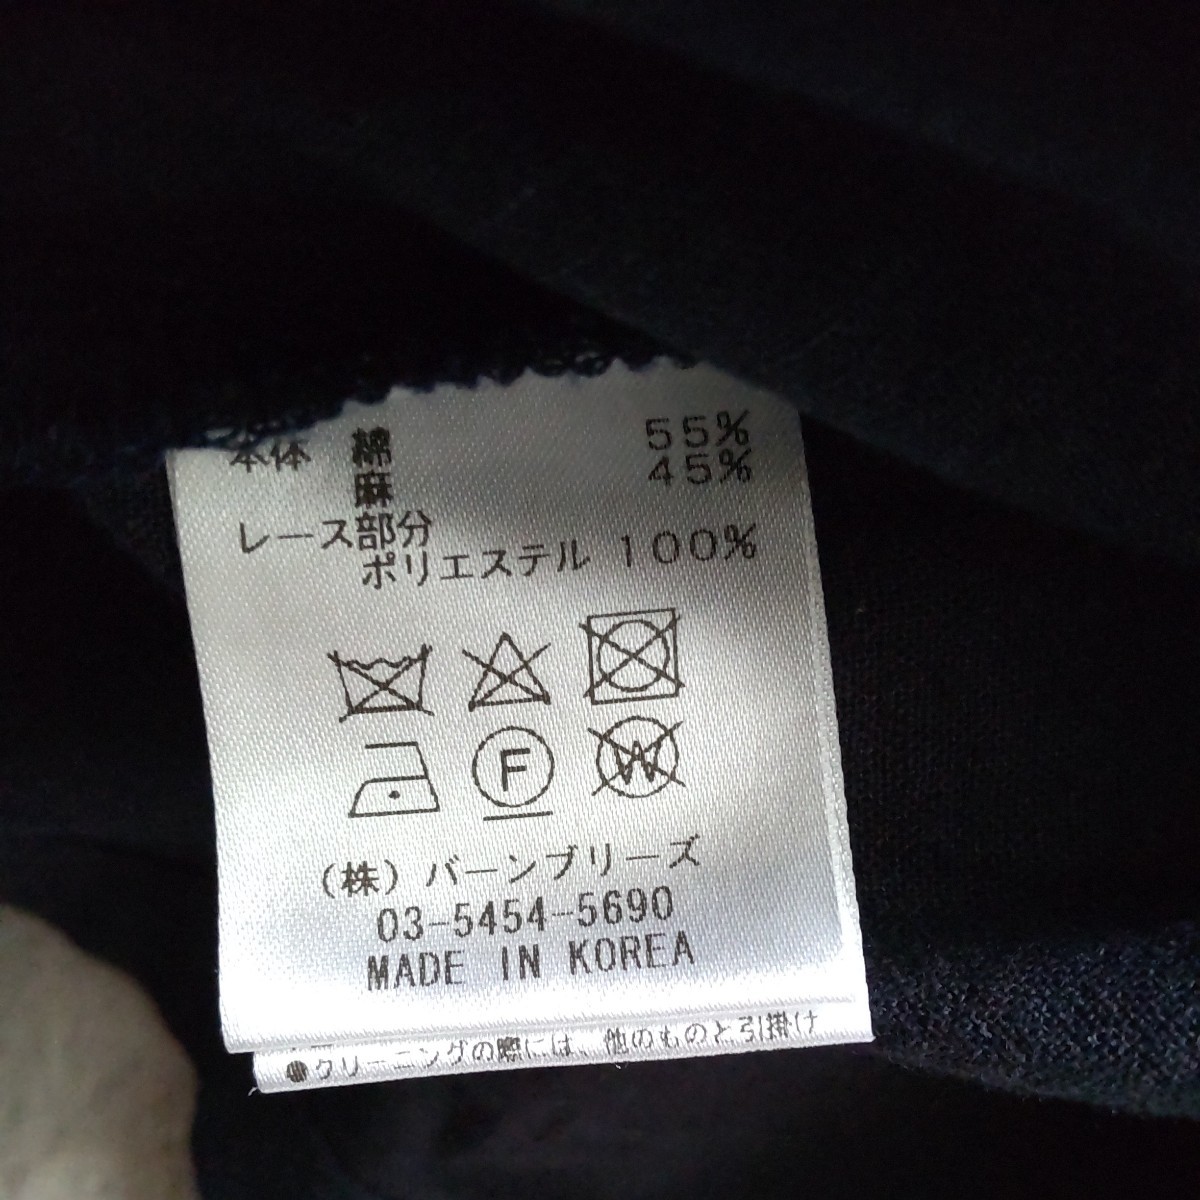 本体 綿 55%
麻 45%
レース部分
ポリエステル 100%
F W
(株) バーンブリーズ
03-5454-5690
MADE IN KOREA
●クリーニングの際には、他のものと引掛け